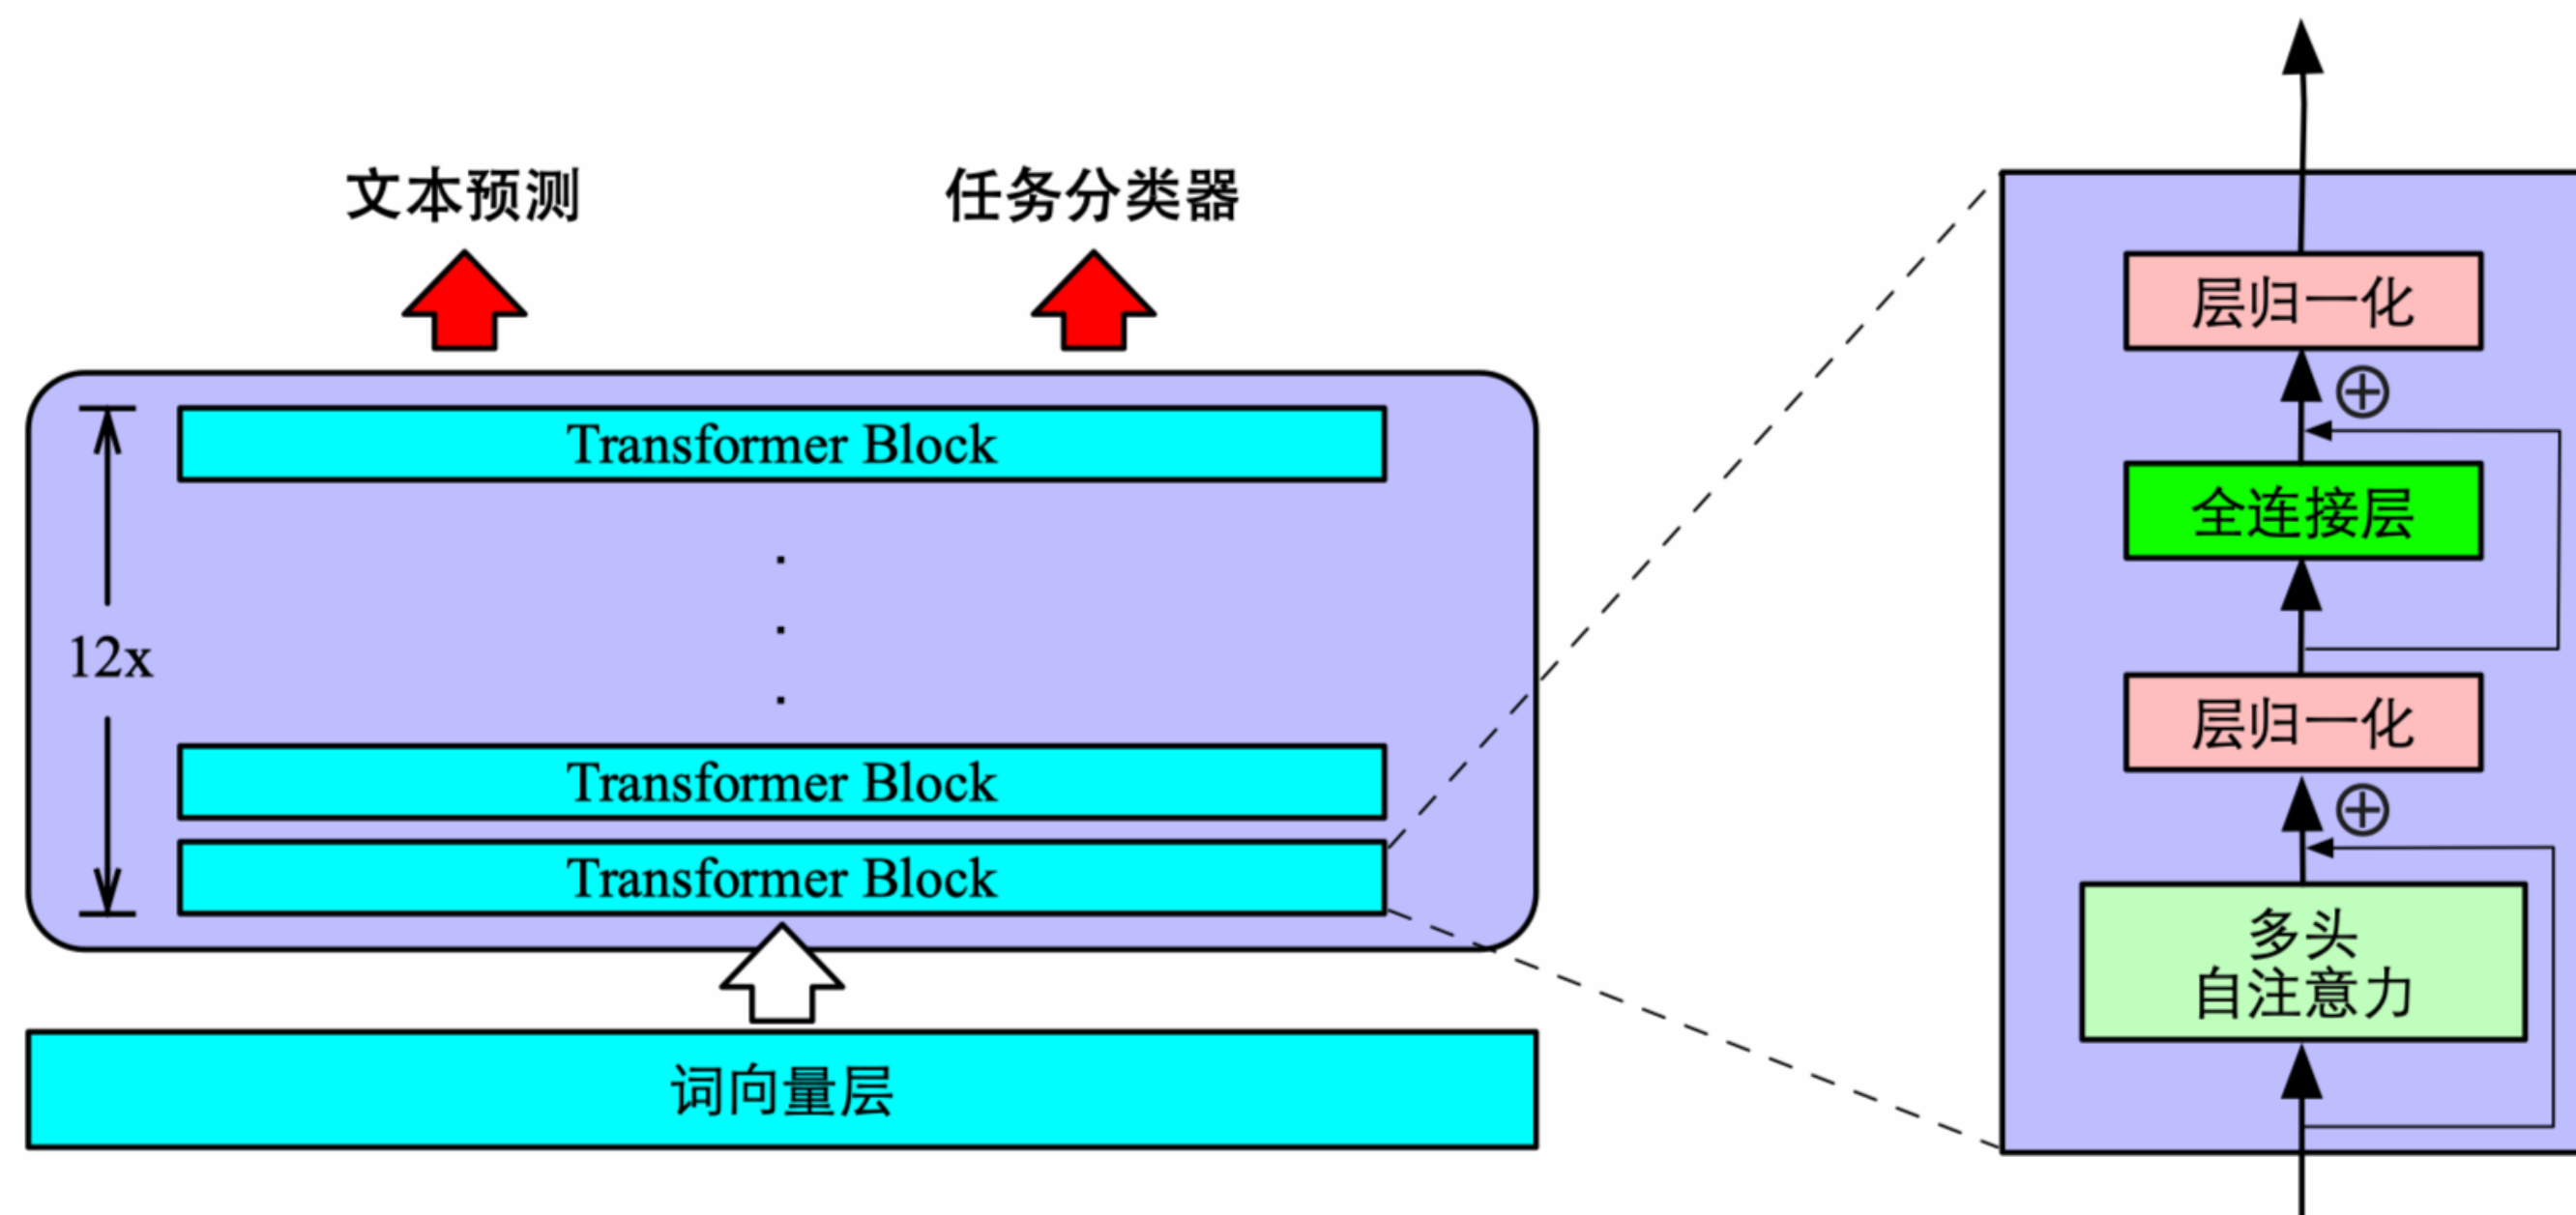 文本预测
任务分类器
Transformer Block
12x
Transformer Block
Transformer Block
词向量层
层归一化
全连接层
层归一化
多头
自注意力